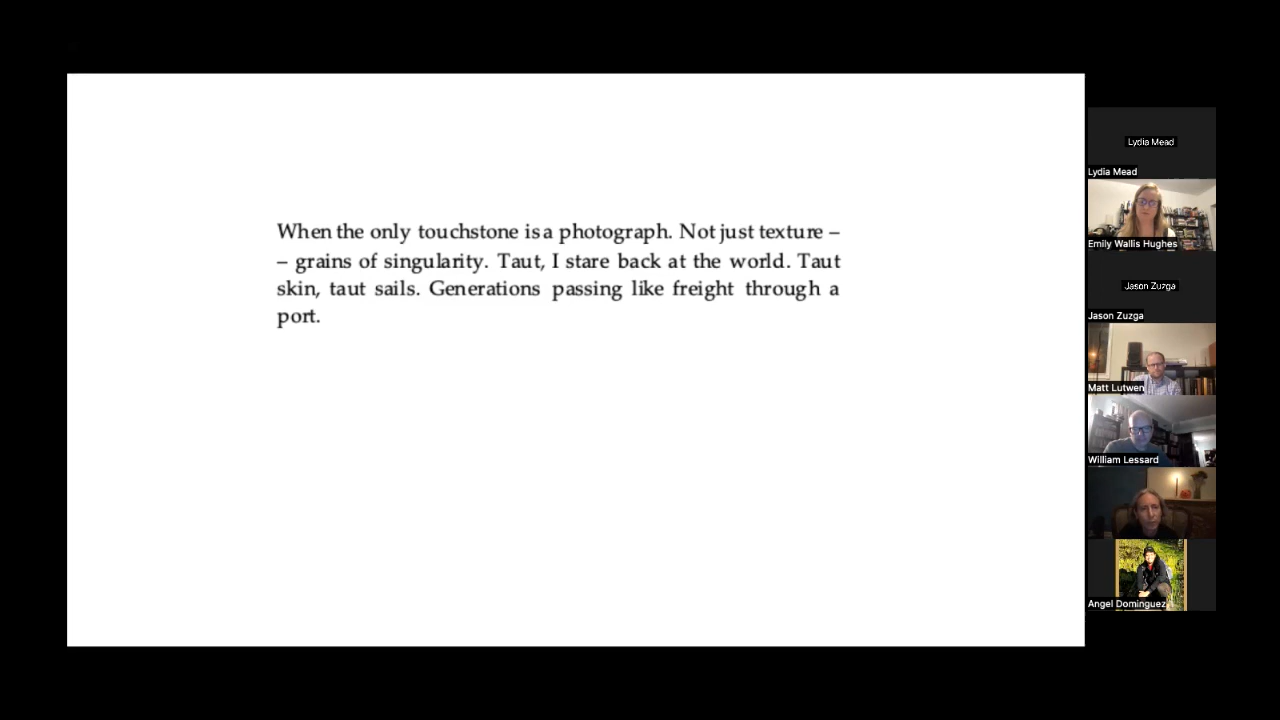 When the only touchstone is a photograph. Not just texture –
– grains of singularity. Taut, I stare back at the world. Taut
skin, taut sails. Generations passing like freight through a
port.
Lydia Mead
Lydia Mead
Emily Wallis Hughes
Jason Zuzga
Jason Zuzga
Matt Lutwen
William Lessard
Angel Dominguez